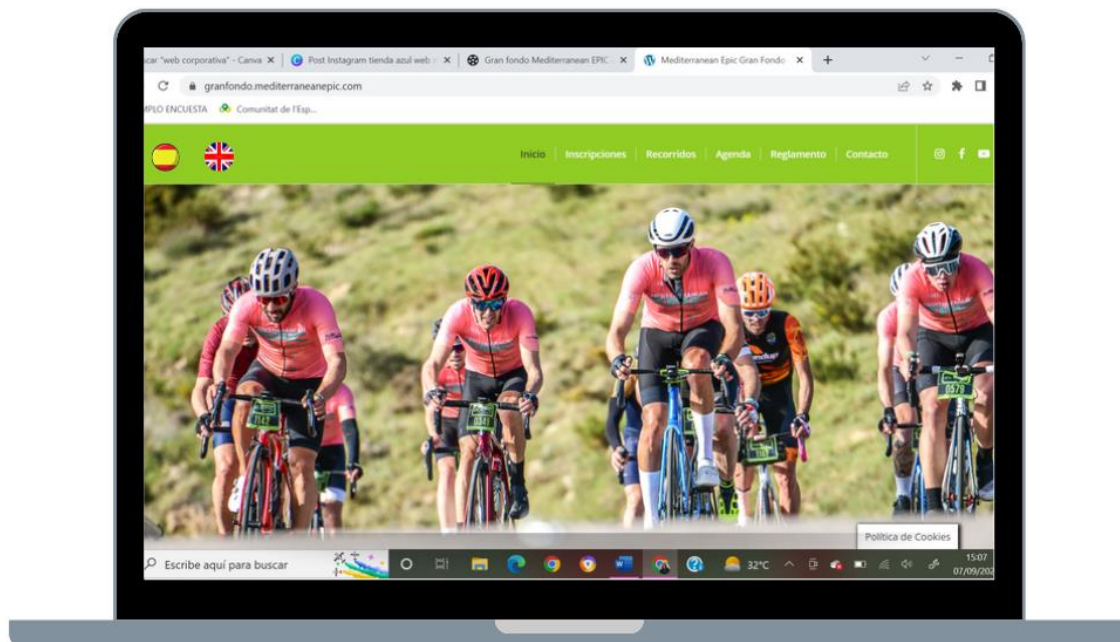 car "web corporativa" - Canva
Post Instagram tienda azul web
Gran fondo Mediterranean EPIC
Mediterranean Epic Gran Fondo
granfondo.mediterraneanepic.com
MPLO ENCUESTA
Comunitat de l'Esp...
Inicio
Inscripciones
Recorridos
Agenda
Reglamento
Contacto
0579
Política de Cookies
Escribe aquí para buscar
32°C
15:07
07/09/202